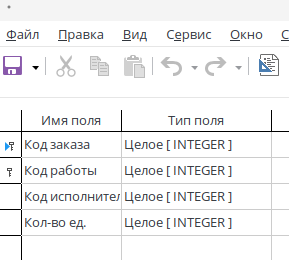 Файл Правка Вид Сервис Окно С
Имя поля Тип поля
Код заказа Целое [ INTEGER ]
Код работы Целое [ INTEGER ]
Код исполнител Целое [ INTEGER ]
Кол-во ед. Целое [ INTEGER ]